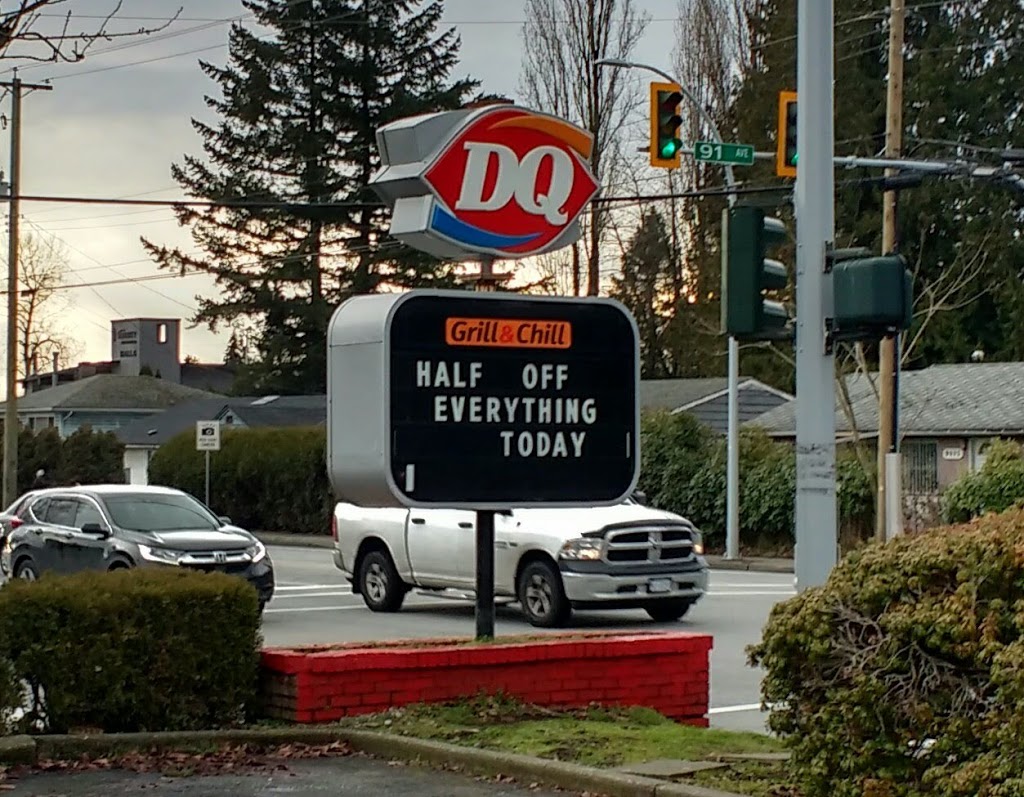 DQ
91 AVE
Grill&Chill
HALF OFF
EVERYTHING
TODAY